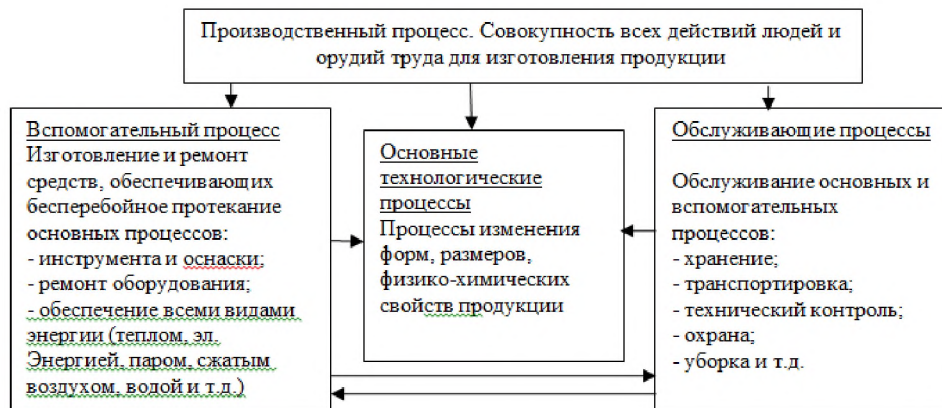 Производственный процесс. Совокупность всех действий людей и
орудий труда для изготовления продукции
Вспомогательный процесс
Изготовление и ремонт
средств, обеспечивающих
бесперебойное протекание
основных процессов:
- инструмента и оснаски;
- ремонт оборудования;
- обеспечение всеми видами
энергии (теплом, эл.
Энергией, паром, сжатым
воздухом, водой и т.д.)
Основные
технологические
процессы
Процессы изменения
форм, размеров,
физико-химических
свойств продукции
Обслуживающие процессы
Обслуживание основных и
вспомогательных
процессов:
- хранение;
- транспортировка;
- технический контроль;
- охрана;
- уборка и т.д.